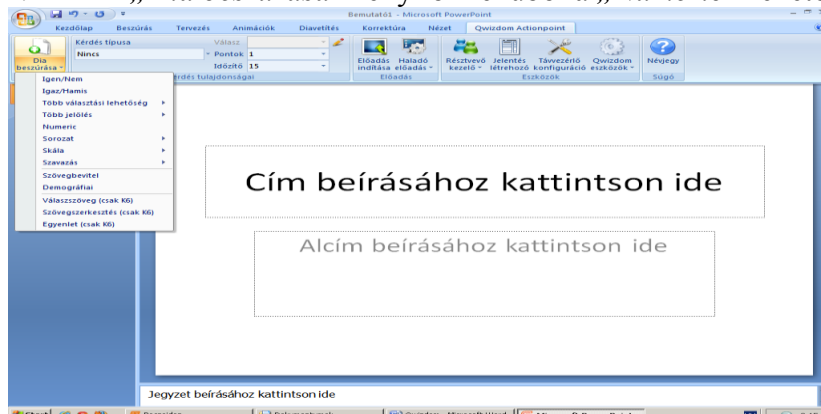 Bemutató1 - Microsoft PowerPoint
Kezdőlap Beszúrás Tervezés Animációk Diavetítés Korrektúra Nézet Qwizdom Actionpoint
Dia beszúrása
Kérdés típusa
Nincs
Válasz
Pontok 1
Időzítő 15
Kérdés tulajdonságai
Előadás indítása
Haladó előadás
Előadás
Résztvevő kezelő
Jelentés létrehozó
Távvezérlő konfiguráció
Qwizdom eszközök
Eszközök
Névjegy
Súgó
Igen/Nem
Igaz/Hamis
Több választási lehetőség
Több jelölés
Numeric
Sorozat
Skála
Szavazás
Szövegbevitel
Demográfiai
Válaszszöveg (csak K6)
Szövegszerkesztés (csak K6)
Egyenlet (csak K6)
Cím beírásához kattintson ide
Alcím beírásához kattintson ide
Jegyzet beírásához kattintson ide